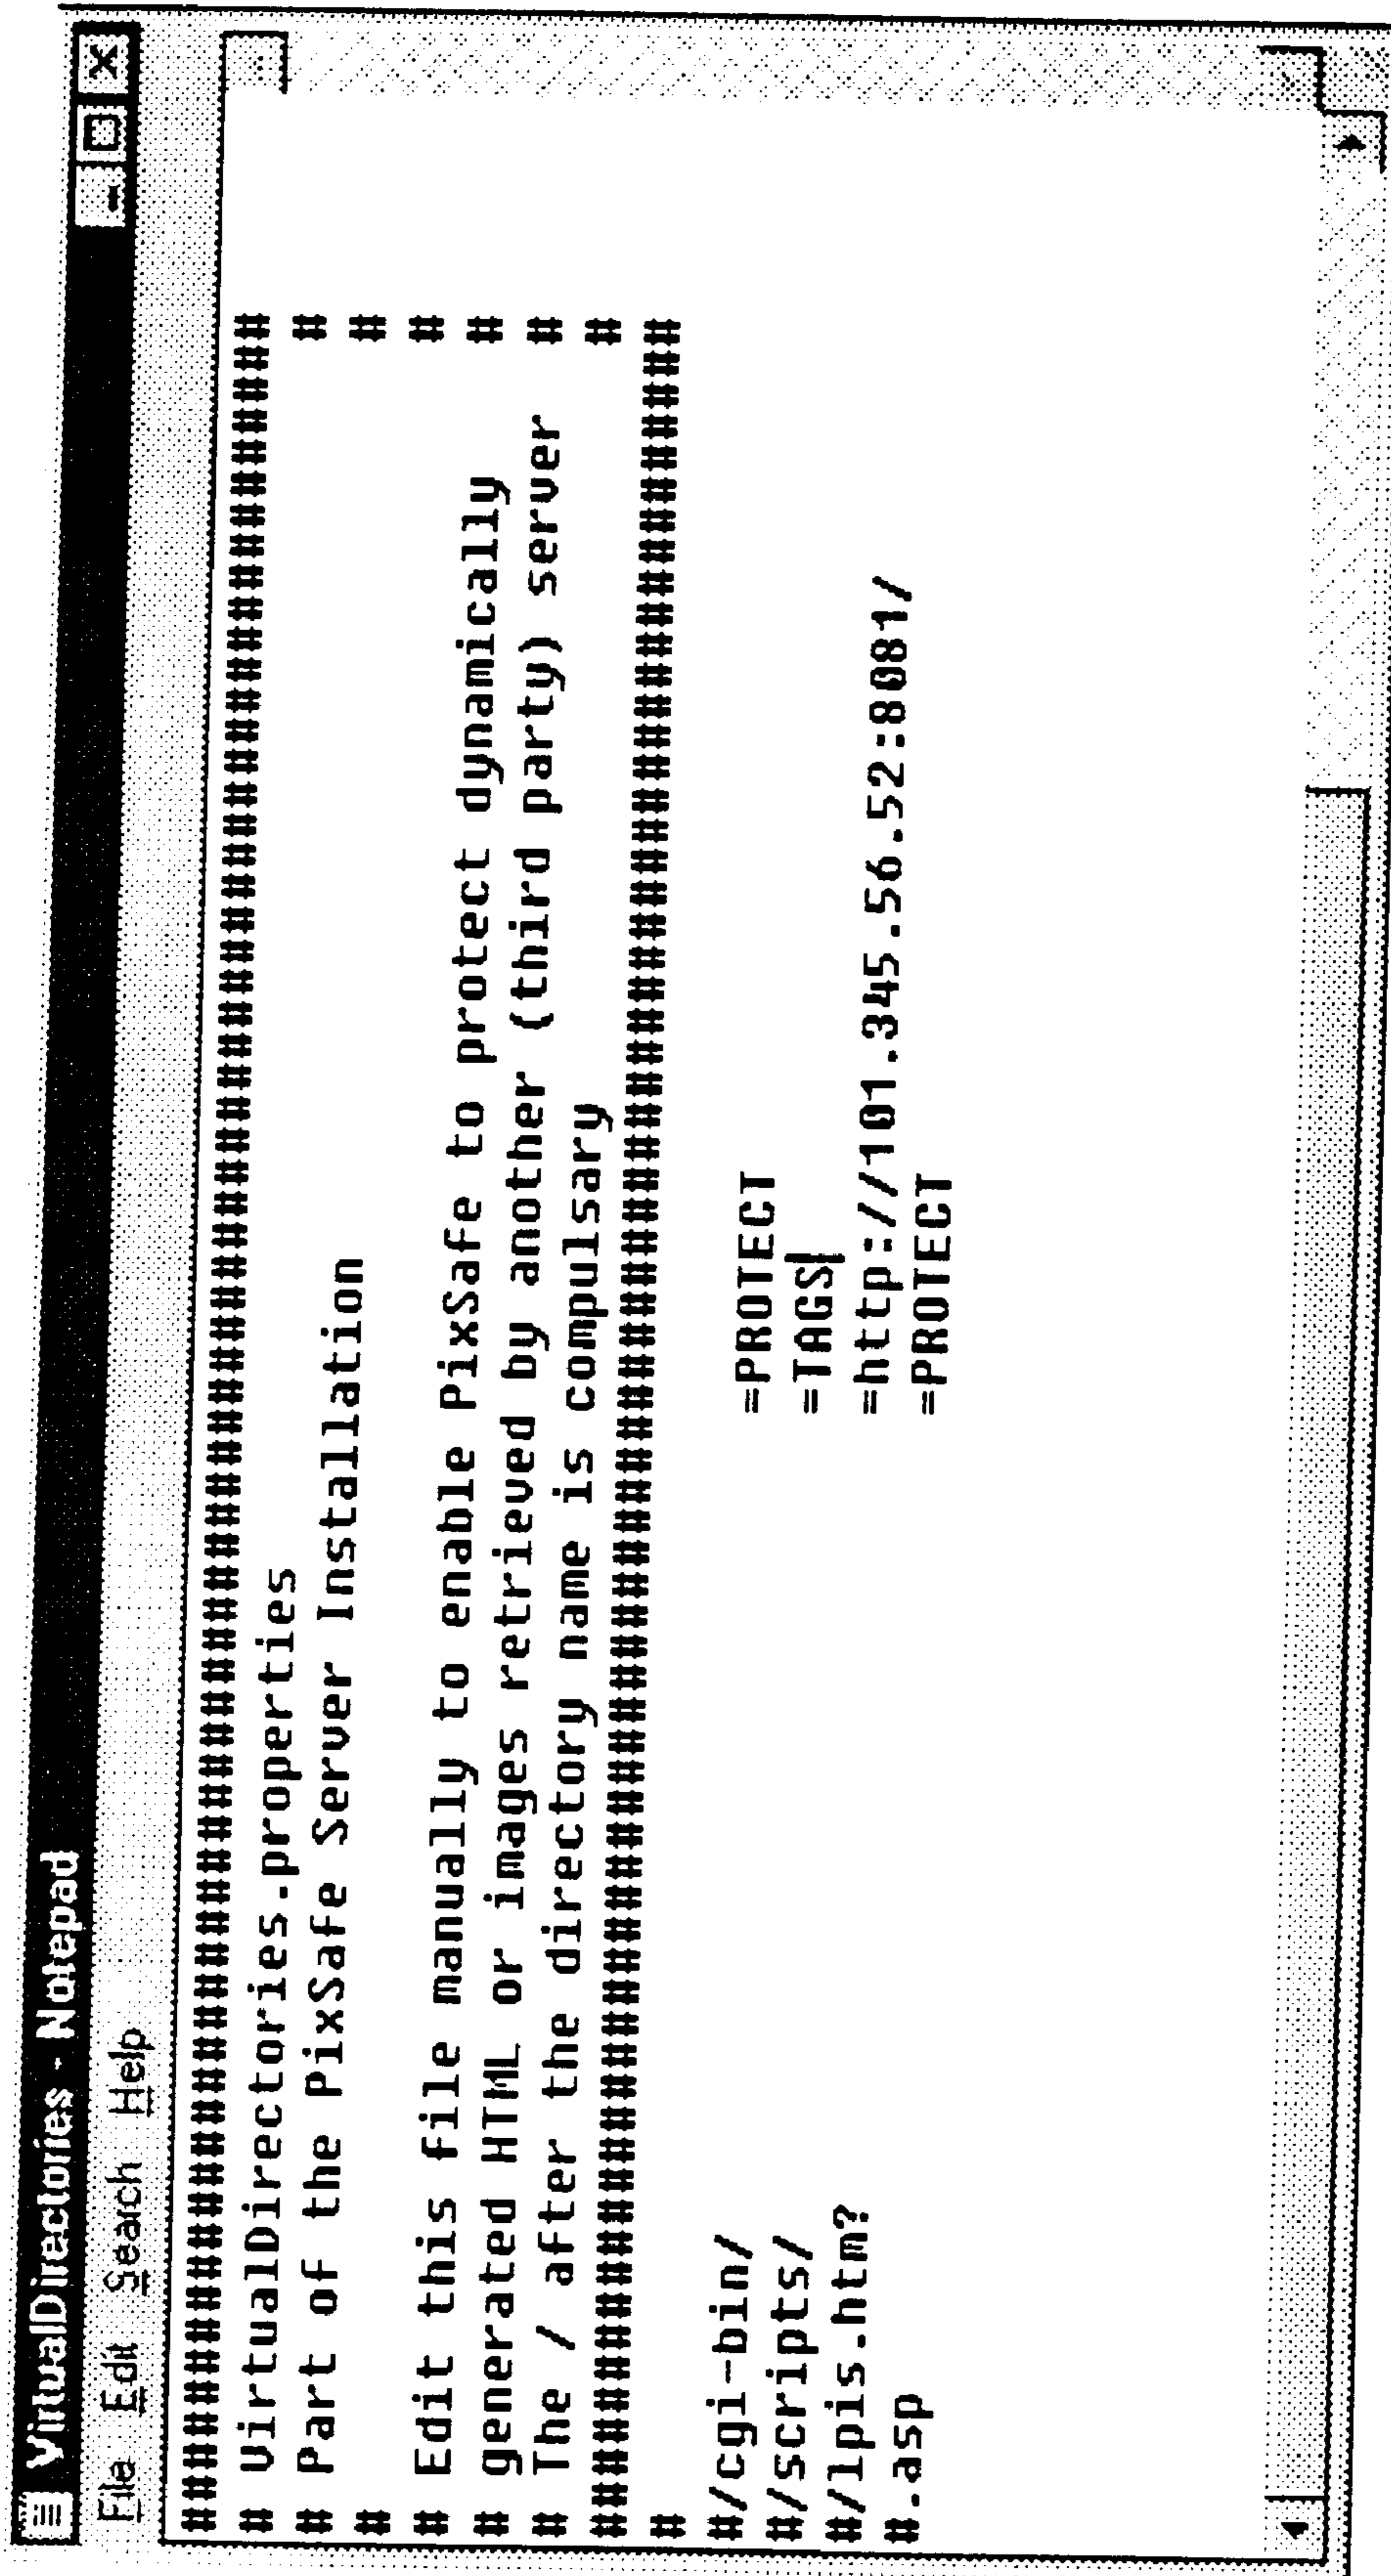 VirtualDirectories - Notepad
File Edit Search Help
#######################################################################
# VirtualDirectories.properties                                       #
# Part of the PixSafe Server Installation                             #
#                                                                     #
# Edit this file manually to enable PixSafe to protect dynamically    #
# generated HTML or images retrieved by another (third party) server  #
# The / after the directory name is compulsary                        #
#######################################################################
#
#/cgi-bin/ =PROTECT
#/scripts/ =TAGS
#/lpis.htm? =http://101.345.56.52:8081/
#.asp =PROTECT